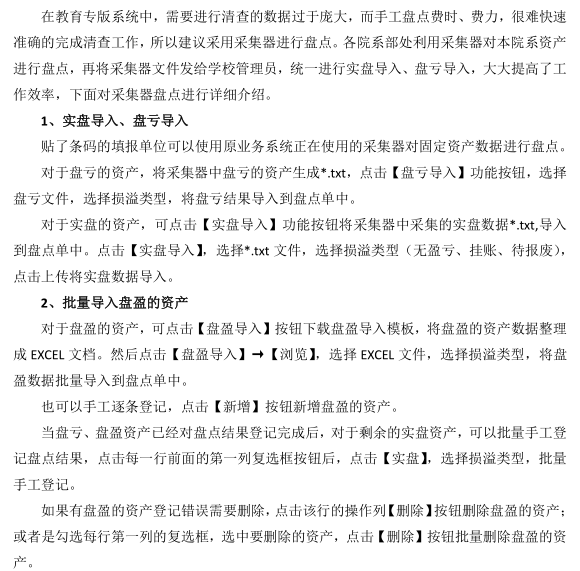 在教育专版系统中，需要进行清查的数据过于庞大，而手工盘点费时、费力，很难快速
准确的完成清查工作，所以建议采用采集器进行盘点。各院系部处利用采集器对本院系资产
进行盘点，再将采集器文件发给学校管理员，统一进行实盘导入、盘亏导入，大大提高了工
作效率，下面对采集器盘点进行详细介绍。
1、实盘导入、盘亏导入
贴了条码的填报单位可以使用原业务系统正在使用的采集器对固定资产数据进行盘点。
对于盘亏的资产，将采集器中盘亏的资产生成*.txt，点击【盘亏导入】功能按钮，选择
盘亏文件，选择损溢类型，将盘亏结果导入到盘点单中。
对于实盘的资产，可点击【实盘导入】功能按钮将采集器中采集的实盘数据*.txt,导入
到盘点单中。点击【实盘导入】，选择*.txt 文件，选择损溢类型（无盈亏、挂账、待报废），
点击上传将实盘数据导入。
2、批量导入盘盈的资产
对于盘盈的资产，可点击【盘盈导入】按钮下载盘盈导入模板，将盘盈的资产数据整理
成 EXCEL 文档。然后点击【盘盈导入】→【浏览】，选择 EXCEL 文件，选择损溢类型，将盘
盈数据批量导入到盘点单中。
也可以手工逐条登记，点击【新增】按钮新增盘盈的资产。
当盘亏、盘盈资产已经对盘点结果登记完成后，对于剩余的实盘资产，可以批量手工登
记盘点结果，点击每一行前面的第一列复选框按钮后，点击【实盘】，选择损溢类型，批量
手工登记。
如果有盘盈的资产登记错误需要删除，点击该行的操作列【删除】按钮删除盘盈的资产；
或者是勾选每行第一列的复选框，选中要删除的资产，点击【删除】按钮批量删除盘盈的资
产。